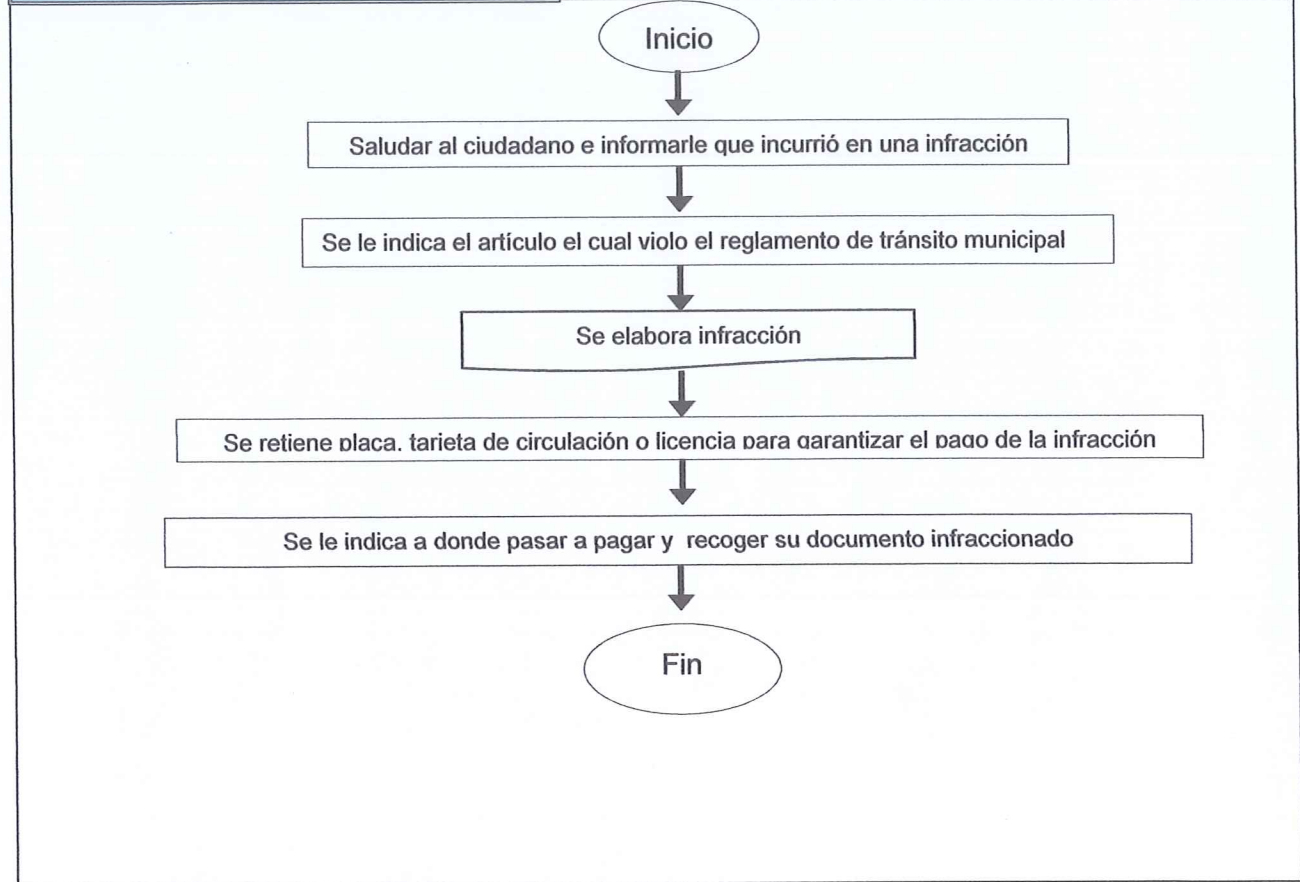 Inicio
Saludar al ciudadano e informarle que incurrió en una infracción
Se le indica el artículo el cual violo el reglamento de tránsito municipal
Se elabora infracción
Se retiene placa, tarjeta de circulación o licencia para garantizar el pago de la infracción
Se le indica a donde pasar a pagar y recoger su documento infraccionado
Fin